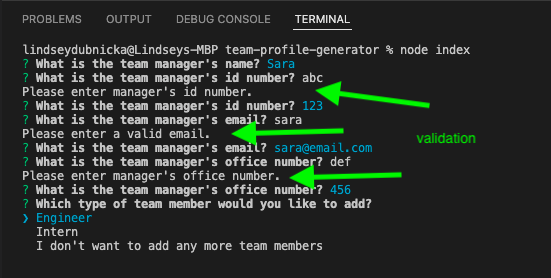 PROBLEMS OUTPUT DEBUG CONSOLE TERMINAL
lindseydubnicka@Lindseys-MBP team-profile-generator % node index
? What is the team manager's name? Sara
? What is the team manager's id number? abc
Please enter manager's id number.
? What is the team manager's id number? 123
? What is the team manager's email? sara
Please enter a valid email.
? What is the team manager's email? sara@email.com
validation
? What is the team manager's office number? def
Please enter manager's office number.
? What is the team manager's office number? 456
? Which type of team member would you like to add?
❯ Engineer
Intern
I don't want to add any more team members